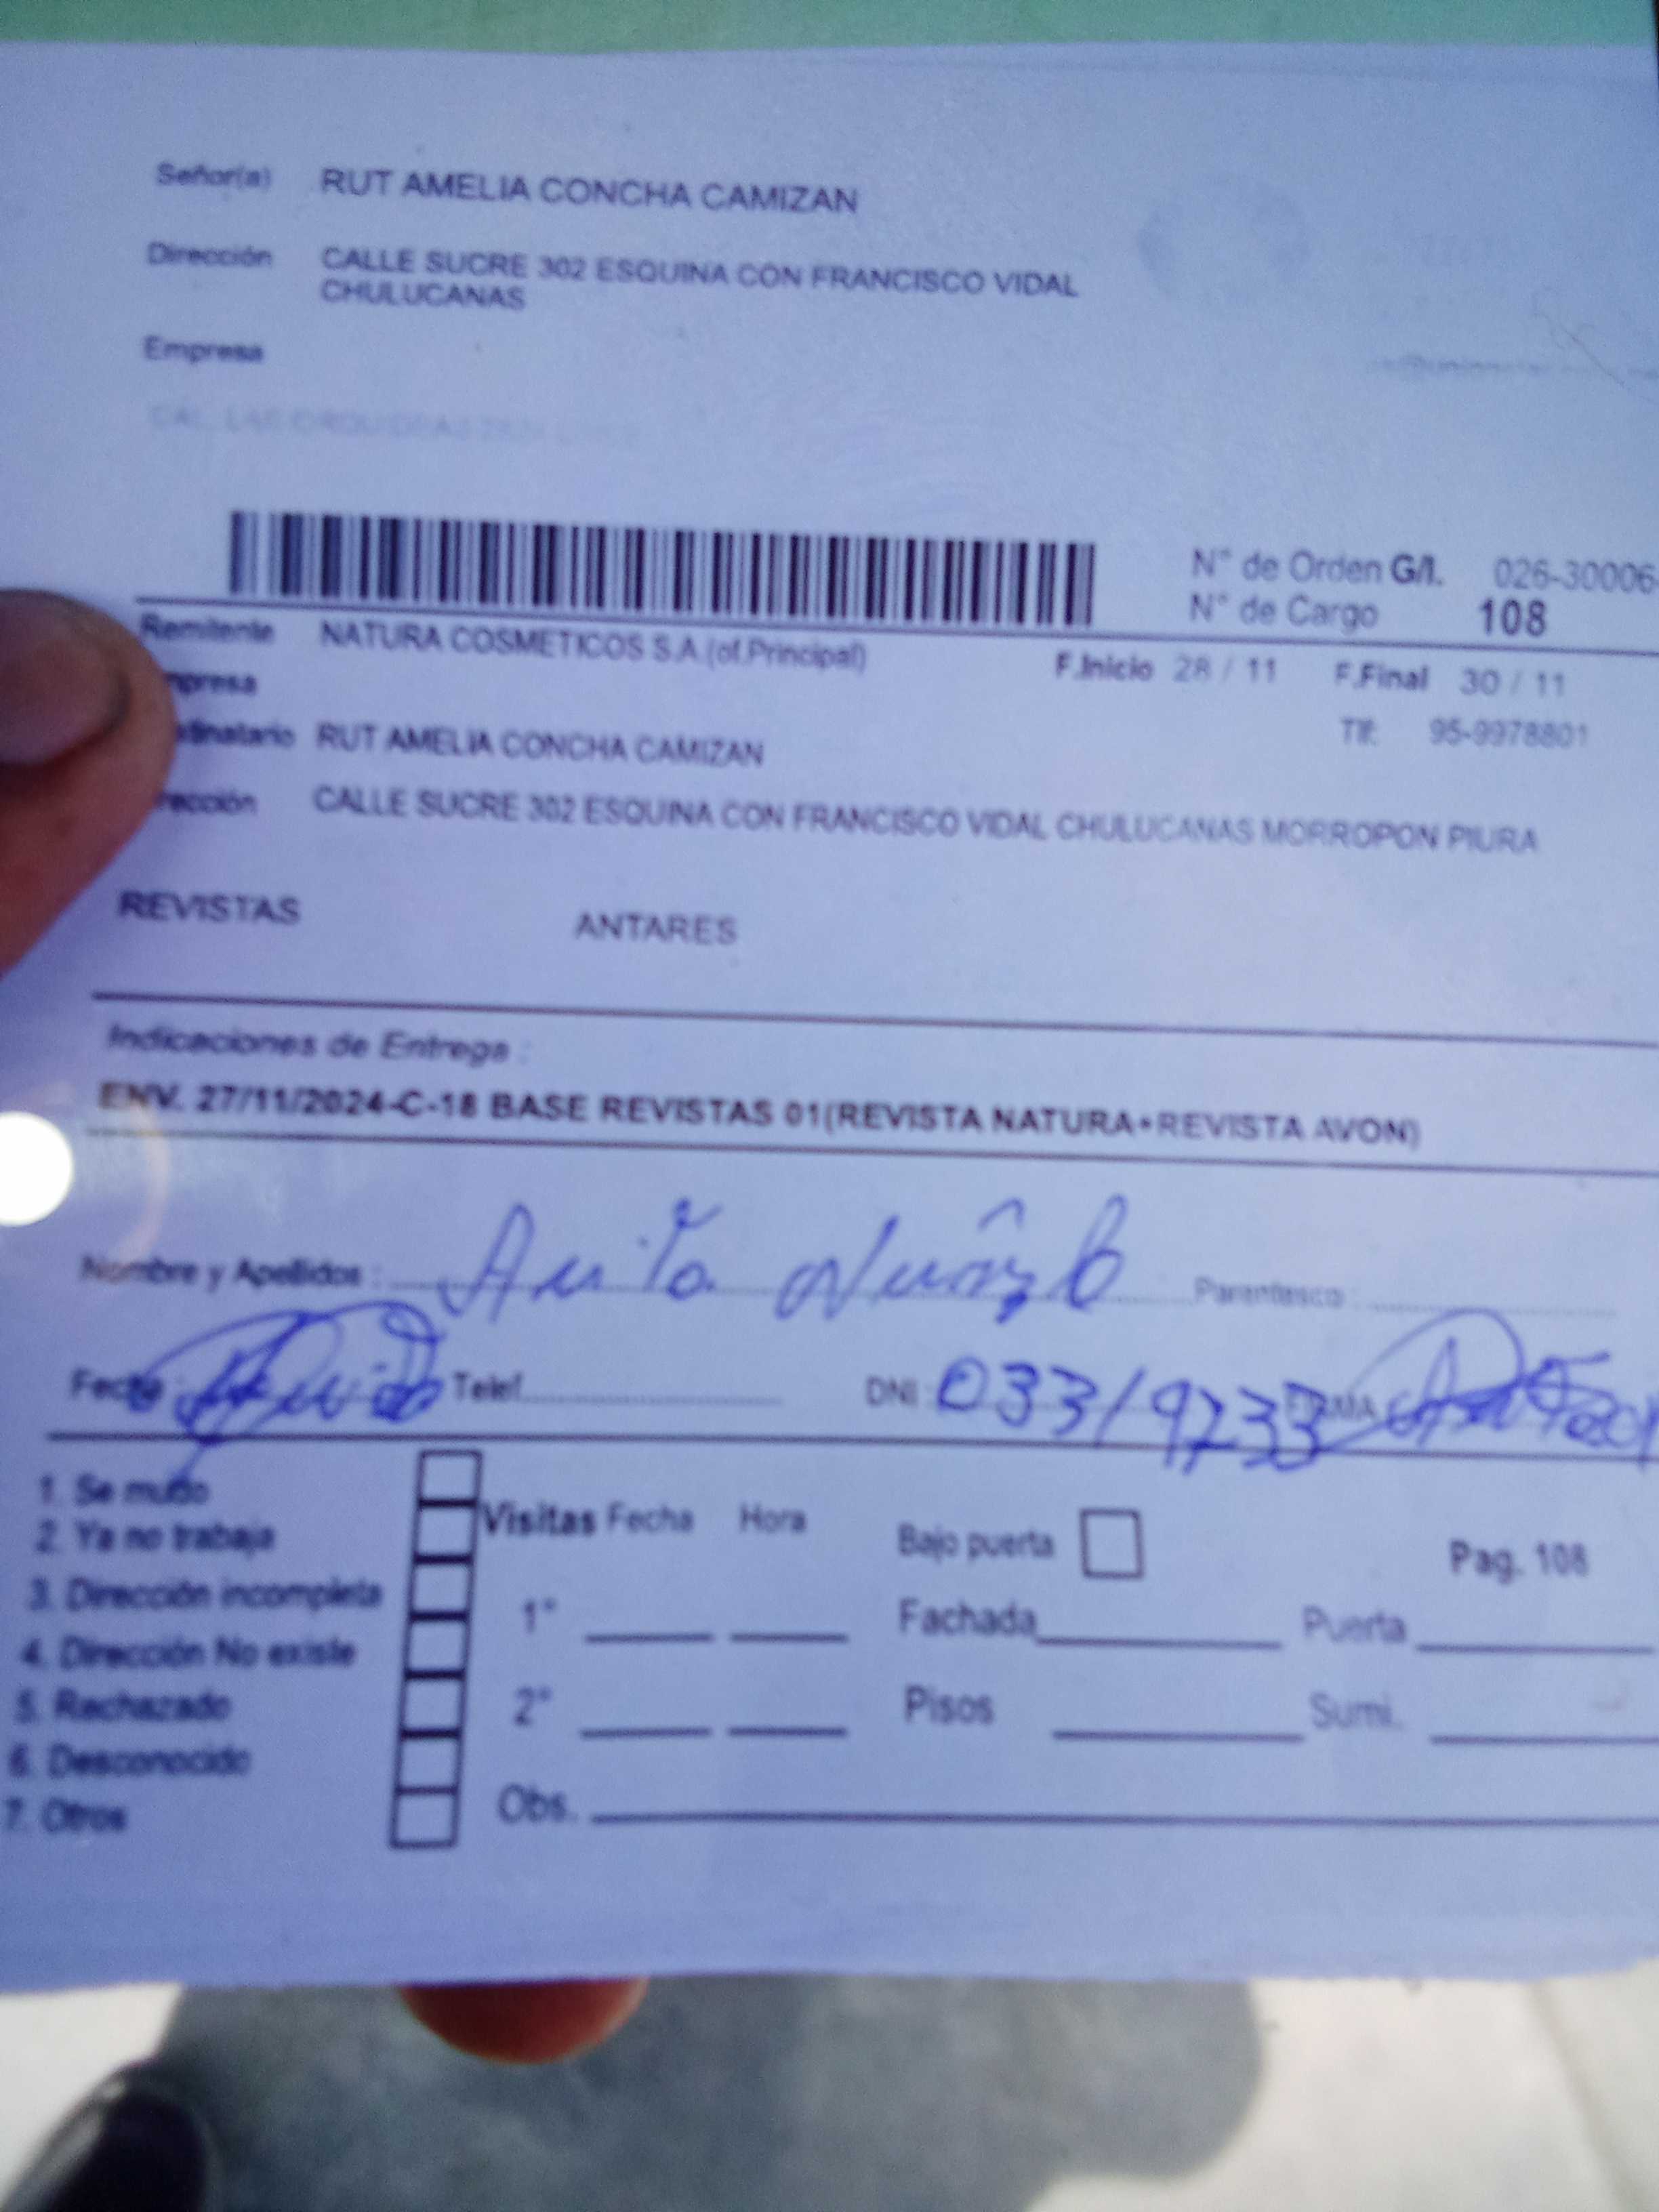 Señor(a) RUT AMELIA CONCHA CAMIZAN
Dirección CALLE SUCRE 302 ESQUINA CON FRANCISCO VIDAL
CHULUCANAS
Empresa
N° de Orden G/I. 026-30006
N° de Cargo 108
Remitente NATURA COSMETICOS S.A.(of.Principal) F.Inicio 28 / 11 F.Final 30 / 11
mpresa
Tlf: 95-9978801
tinatario RUT AMELIA CONCHA CAMIZAN
rección CALLE SUCRE 302 ESQUINA CON FRANCISCO VIDAL CHULUCANAS MORROPON PIURA
REVISTAS ANTARES
Indicaciones de Entrega :
ENV. 27/11/2024-C-18 BASE REVISTAS 01(REVISTA NATURA+REVISTA AVON)
Nombre y Apellidos : Parentesco :
Fecha Telef. DNI : 03319733 FIRMA
1. Se mudo
2. Ya no trabaja
3. Dirección incompleta
4. Dirección No existe
5. Rechazado
6. Desconocido
7. Otros
Visitas Fecha Hora
1°
2°
Obs.
Bajo puerta Pag. 108
Fachada Puerta
Pisos Sumi.